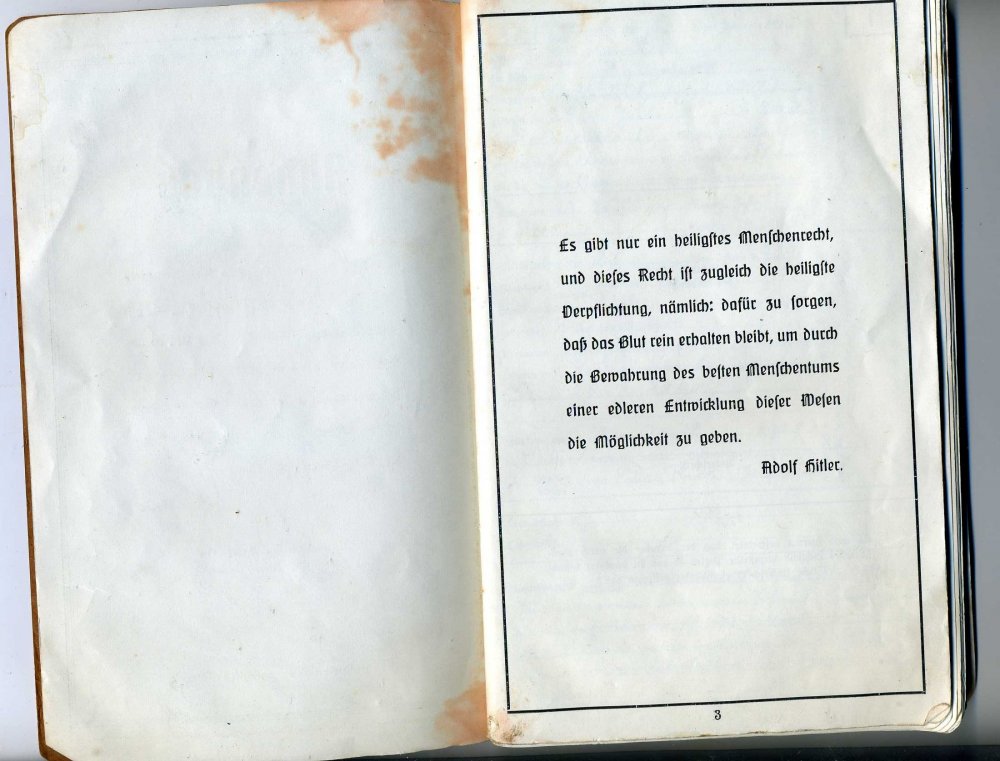 Es gibt nur ein heiligstes Menschenrecht,
und dieses Recht ist zugleich die heiligste
Verpflichtung, nämlich: dafür zu sorgen,
daß das Blut rein erhalten bleibt, um durch
die Bewahrung des besten Menschentums
einer edleren Entwicklung dieser Wesen
die Möglichkeit zu geben.
Adolf Hitler.
3